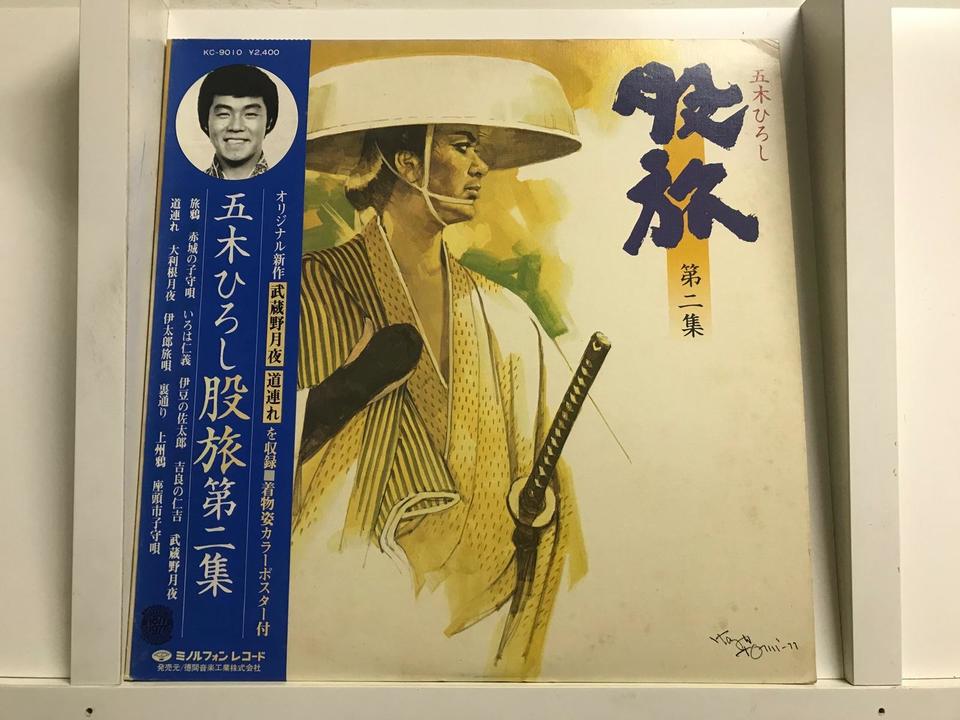 KC-9010 ¥2,400
オリジナル新作 武蔵野月夜 道連れ を収録■着物姿カラーポスター付
五木ひろし股旅第二集
旅鴉 赤城の子守唄 いろは仁義 伊豆の佐太郎 吉良の仁吉 武蔵野月夜
道連れ 大利根月夜 伊太郎旅唄 裏通り 上州鴉 座頭市子守唄
ミノルフォンレコード
発売元/徳間音楽工業株式会社
五木ひろし
股旅
第二集